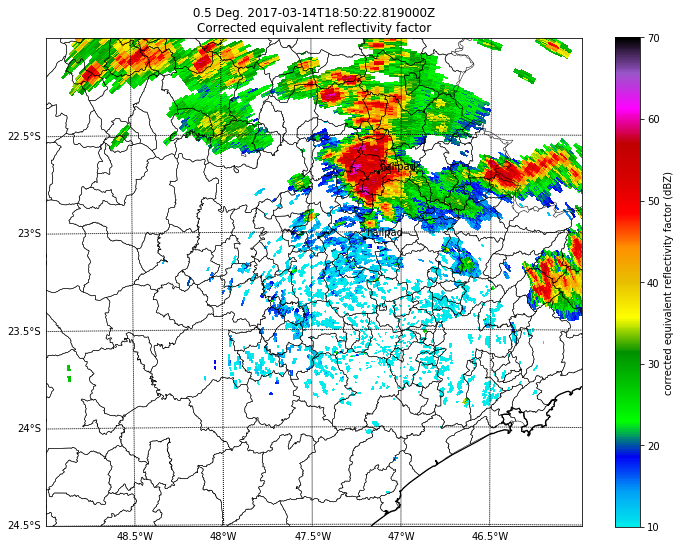 0.5 Deg. 2017-03-14T18:50:22.819000Z
Corrected equivalent reflectivity factor
22.5°S
23°S
23.5°S
24°S
24.5°S
48.5°W
48°W
47.5°W
47°W
46.5°W
Hailpad
Hailpad
70
60
50
40
30
20
10
corrected equivalent reflectivity factor (dBZ)